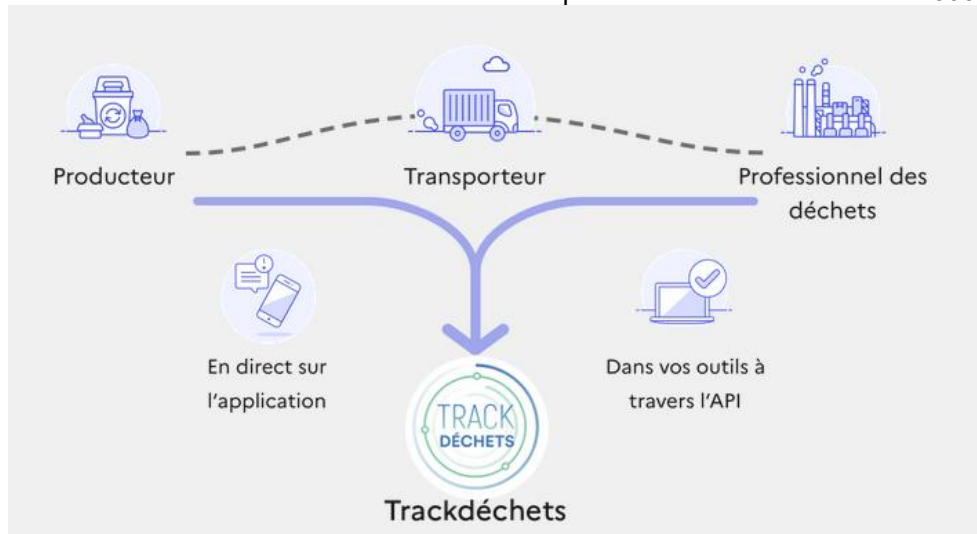 Producteur
Transporteur
Professionnel des
déchets
En direct sur
l'application
Dans vos outils à
travers l'API
TRACK
DÉCHETS
Trackdéchets